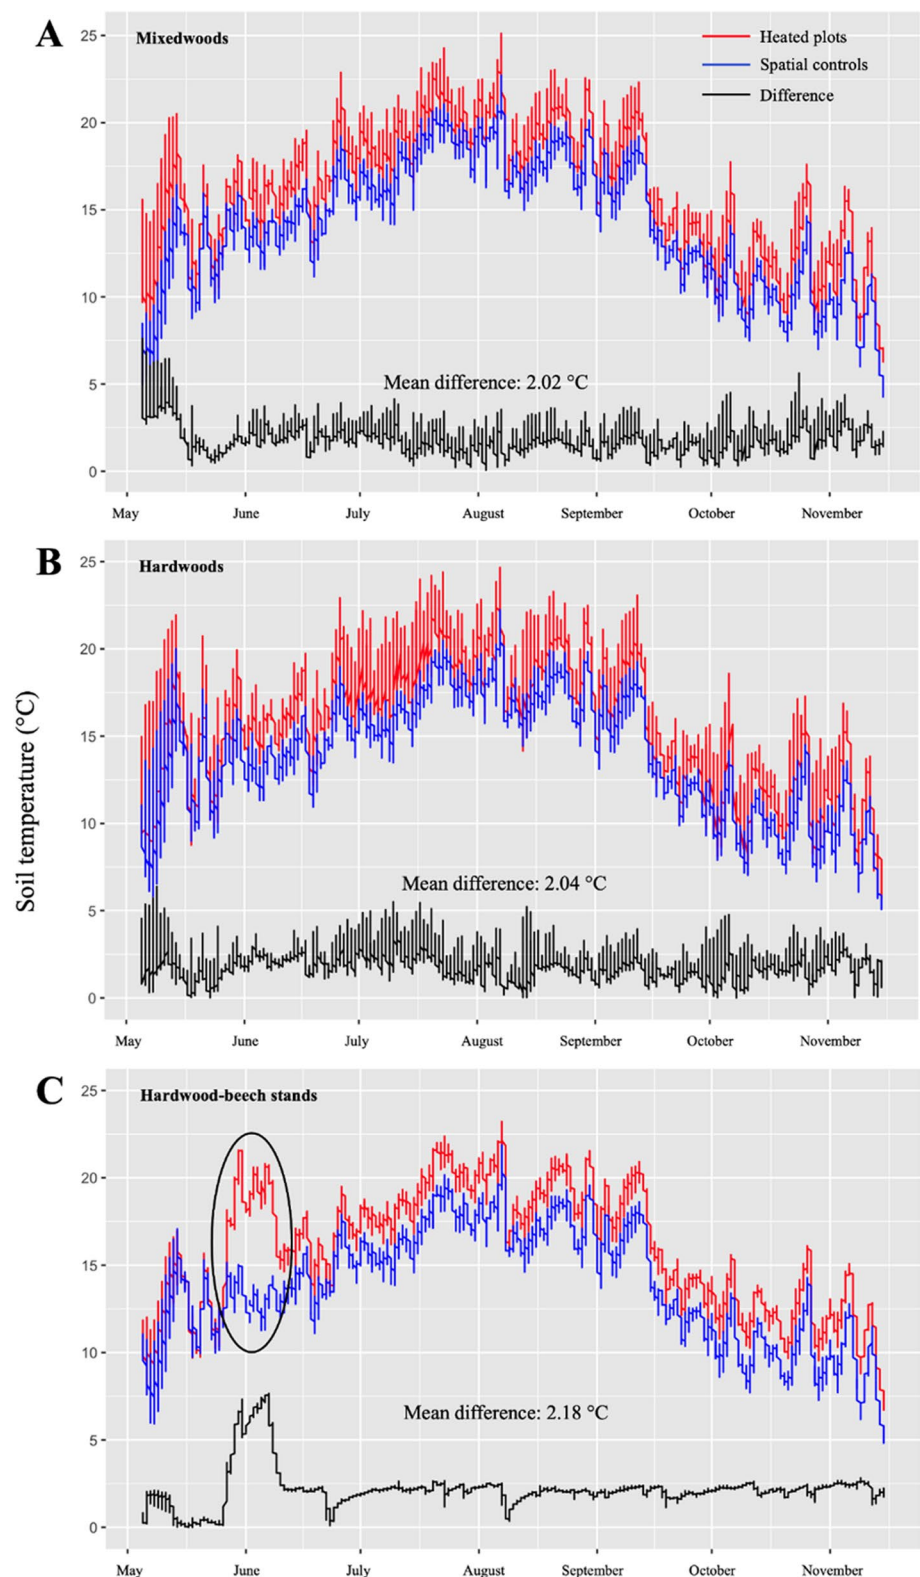 A
Mixedwoods
Heated plots
Spatial controls
Difference
25
20
15
10
5
0
Mean difference: 2.02 °C
May June July August September October November
B
Hardwoods
25
20
15
10
5
0
Mean difference: 2.04 °C
May June July August September October November
Soil temperature (°C)
C
Hardwood-beech stands
25
20
15
10
5
0
Mean difference: 2.18 °C
May June July August September October November